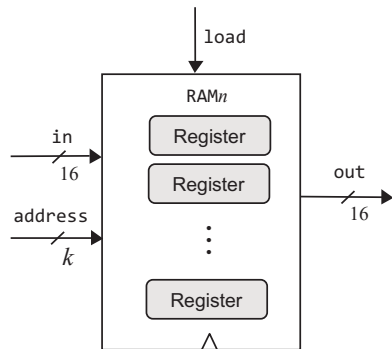 load
RAMn
in
16
Register
Register
out
16
address
k
Register